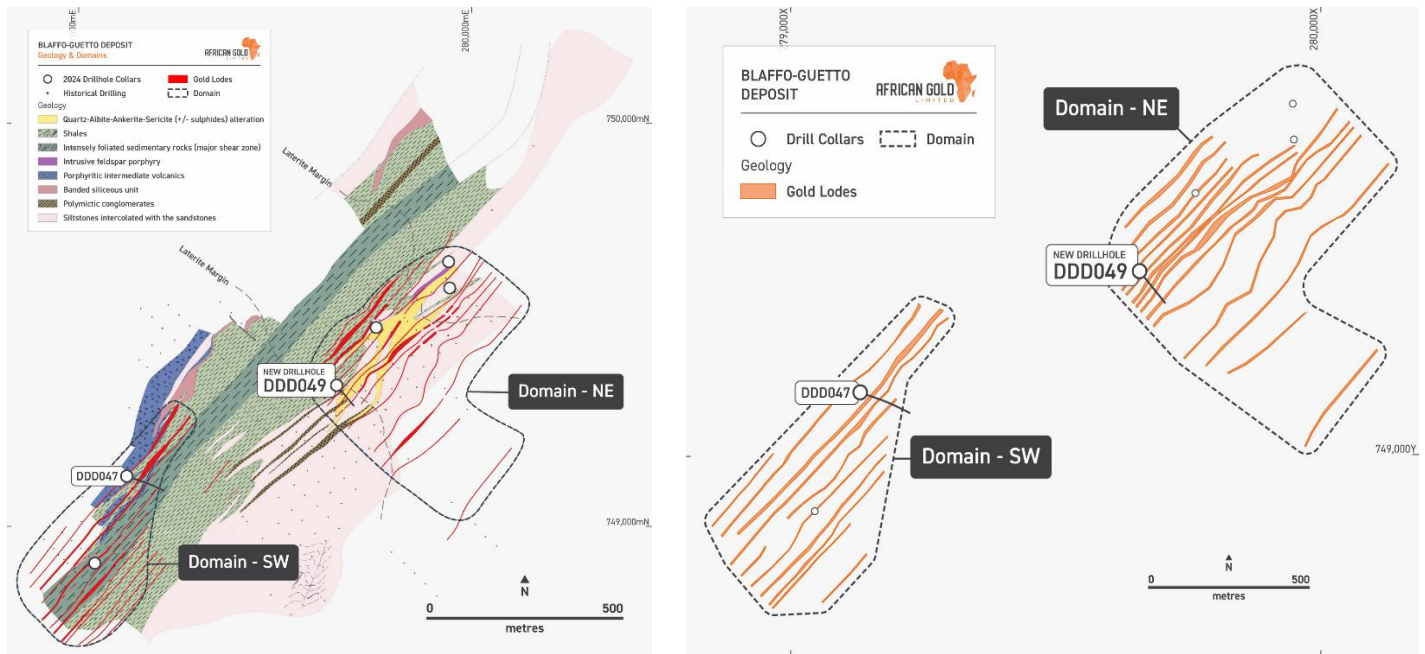 000mE
280,000mE
BLAFFO-GUETTO DEPOSIT
Geology & Domains
AFRICAN GOLD
LIMITED
2024 Drillhole Collars
Gold Lodes
Historical Drilling
Domain
Geology
Quartz-Albite-Ankerite-Sericite (+/- sulphides) alteration
Shales
Intensely foliated sedimentary rocks (major shear zone)
Intrusive feldspar porphyry
Porphyritic intermediate volcanics
Banded siliceous unit
Polymictic conglomerates
Siltstones intercolated with the sandstones
750,000mN
Laterite Margin
Laterite Margin
NEW DRILLHOLE
DDD049
Domain - NE
DDD047
749,000mN
Domain - SW
N
0
500
metres
279,000X
280,000X
BLAFFO-GUETTO
DEPOSIT
AFRICAN GOLD
LIMITED
Drill Collars
Domain
Geology
Gold Lodes
Domain - NE
NEW DRILLHOLE
DDD049
DDD047
Domain - SW
749,000Y
N
0
500
metres